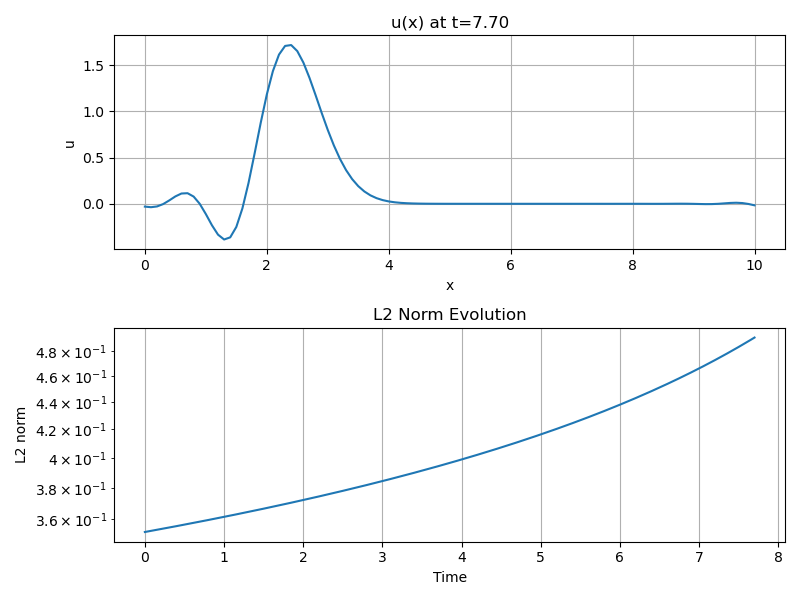 u(x) at t=7.70
1.5
1.0
0.5
0.0
u
0 2 4 6 8 10
x
L2 Norm Evolution
4.8 × 10⁻¹
4.6 × 10⁻¹
4.4 × 10⁻¹
4.2 × 10⁻¹
4 × 10⁻¹
3.8 × 10⁻¹
3.6 × 10⁻¹
L2 norm
0 1 2 3 4 5 6 7 8
Time